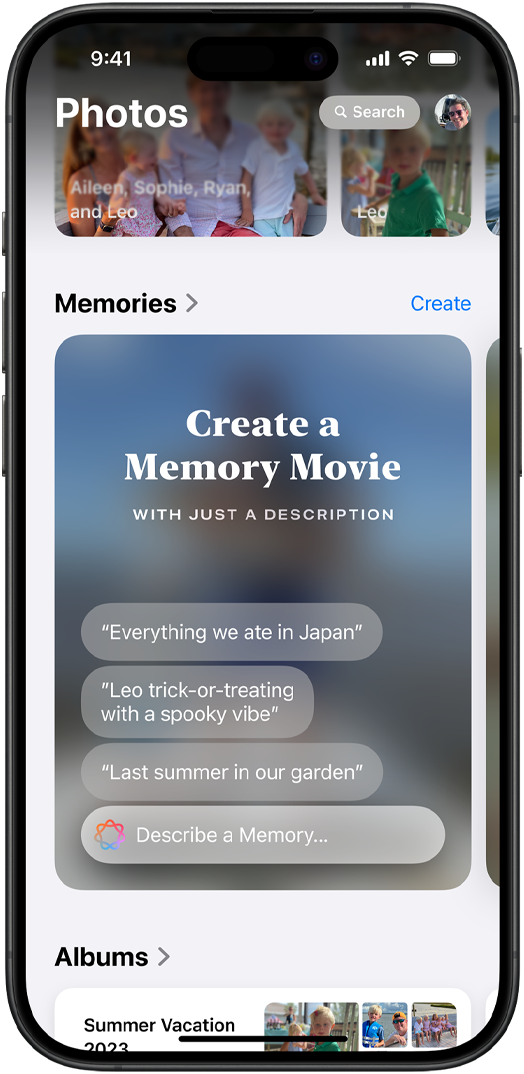 9:41
Photos
Search
Aileen, Sophie, Ryan,
and Leo
Leo
Memories
Create
Create a
Memory Movie
WITH JUST A DESCRIPTION
“Everything we ate in Japan”
"Leo trick-or-treating
with a spooky vibe”
“Last summer in our garden”
Describe a Memory...
Albums
Summer Vacation
2023